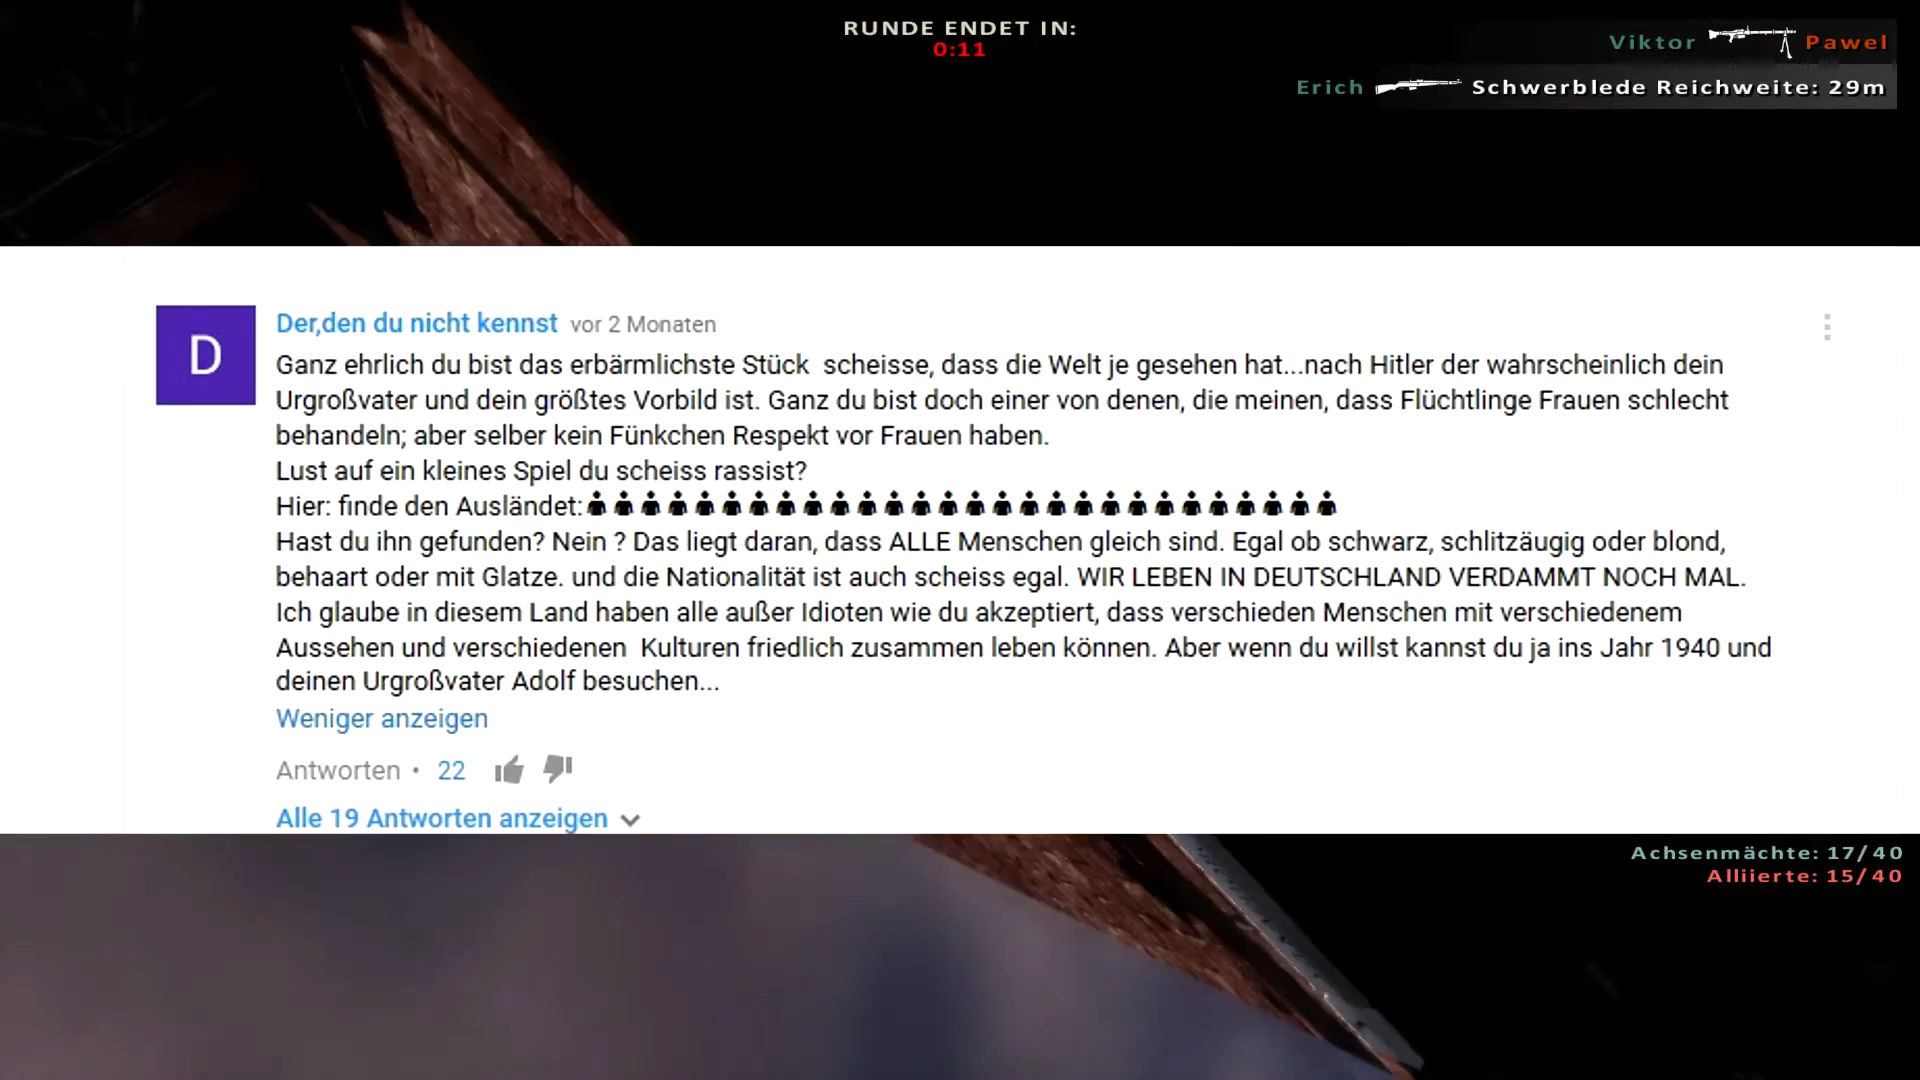 RUNDE ENDET IN:
0:11
Viktor Pawel
Erich Schwerblede Reichweite: 29m
D
Der,den du nicht kennst vor 2 Monaten
Ganz ehrlich du bist das erbärmlichste Stück scheisse, dass die Welt je gesehen hat...nach Hitler der wahrscheinlich dein
Urgroßvater und dein größtes Vorbild ist. Ganz du bist doch einer von denen, die meinen, dass Flüchtlinge Frauen schlecht
behandeln; aber selber kein Fünkchen Respekt vor Frauen haben.
Lust auf ein kleines Spiel du scheiss rassist?
Hier: finde den Ausländet:
Hast du ihn gefunden? Nein ? Das liegt daran, dass ALLE Menschen gleich sind. Egal ob schwarz, schlitzäugig oder blond,
behaart oder mit Glatze. und die Nationalität ist auch scheiss egal. WIR LEBEN IN DEUTSCHLAND VERDAMMT NOCH MAL.
Ich glaube in diesem Land haben alle außer Idioten wie du akzeptiert, dass verschieden Menschen mit verschiedenem
Aussehen und verschiedenen Kulturen friedlich zusammen leben können. Aber wenn du willst kannst du ja ins Jahr 1940 und
deinen Urgroßvater Adolf besuchen...
Weniger anzeigen
Antworten • 22
Alle 19 Antworten anzeigen
Achsenmächte: 17/40
Alliierte: 15/40